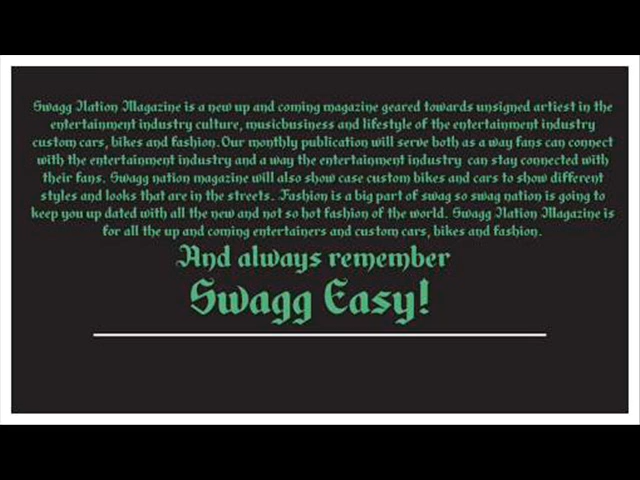 Swagg Nation Magazine is a new up and coming magazine geared towards unsigned artiest in the
entertainment industry culture, musicbusiness and lifestyle of the entertainment industry
custom cars, bikes and fashion.Our monthly publication will serve both as a way fans can connect
with the entertainment industry and a way the entertainment industry can stay connected with
their fans. Swagg nation magazine will also show case custom bikes and cars to show different
styles and looks that are in the streets. Fashion is a big part of swag so swag nation is going to
keep you up dated with all the new and not so hot fashion of the world. Swagg Nation Magazine is
for all the up and coming entertainers and custom cars, bikes and fashion.
And always remember
Swagg Easy!